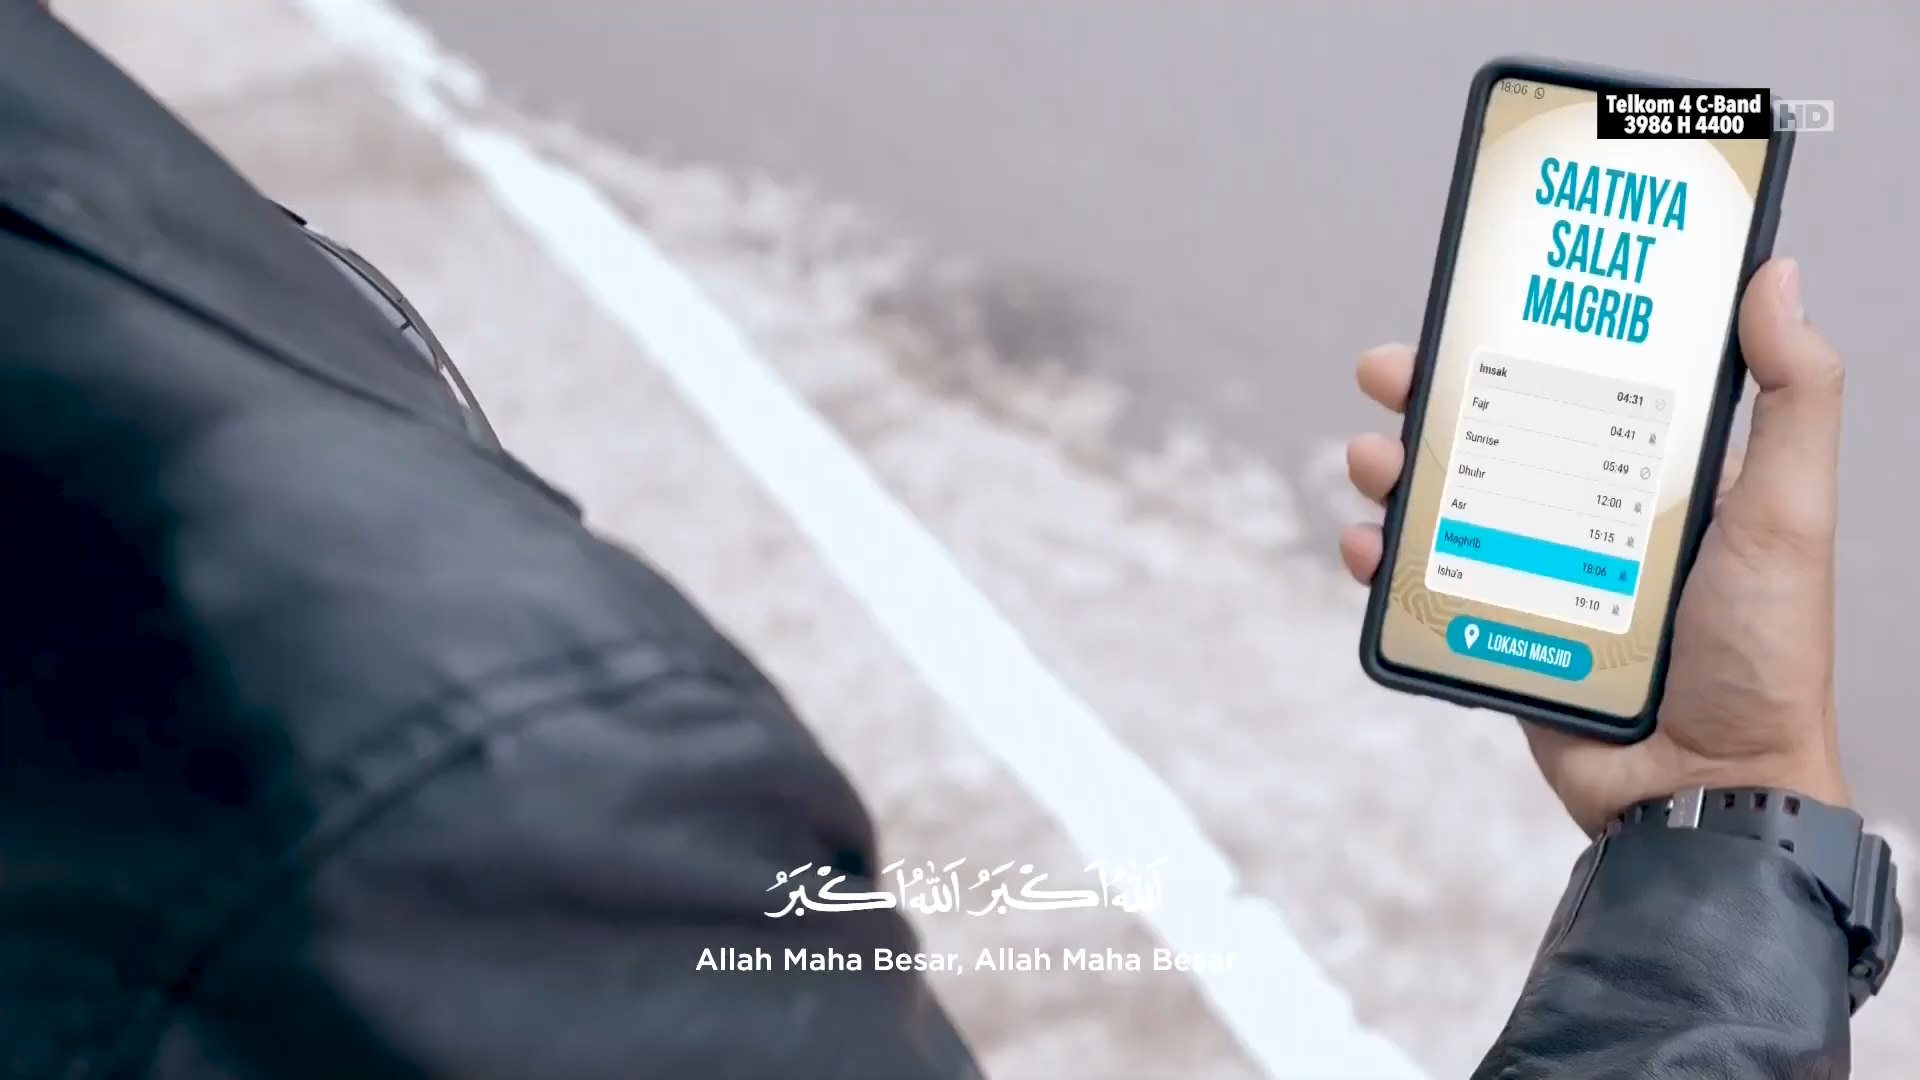 18:06
Telkom 4 C-Band
3986 H 4400
HD
SAATNYA
SALAT
MAGRIB
Imsak 04:31
Fajr 04:41
Sunrise 05:49
Dhuhr 12:00
Asr 15:15
Maghrib 18:06
Isha'a 19:10
LOKASI MASJID
اَللّٰهُ اَكْبَرُ اَللّٰهُ اَكْبَرُ
Allah Maha Besar, Allah Maha Besar